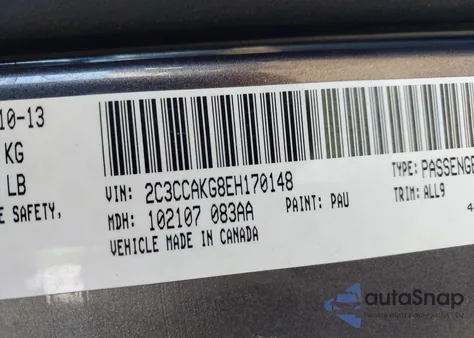 10-13
KG
LB
E SAFETY,
VIN: 2C3CCAKG8EH170148
TYPE: PASSENGE
MDH: 102107 083AA
PAINT: PAU
TRIM: ALL9
VEHICLE MADE IN CANADA
4
autoSnap